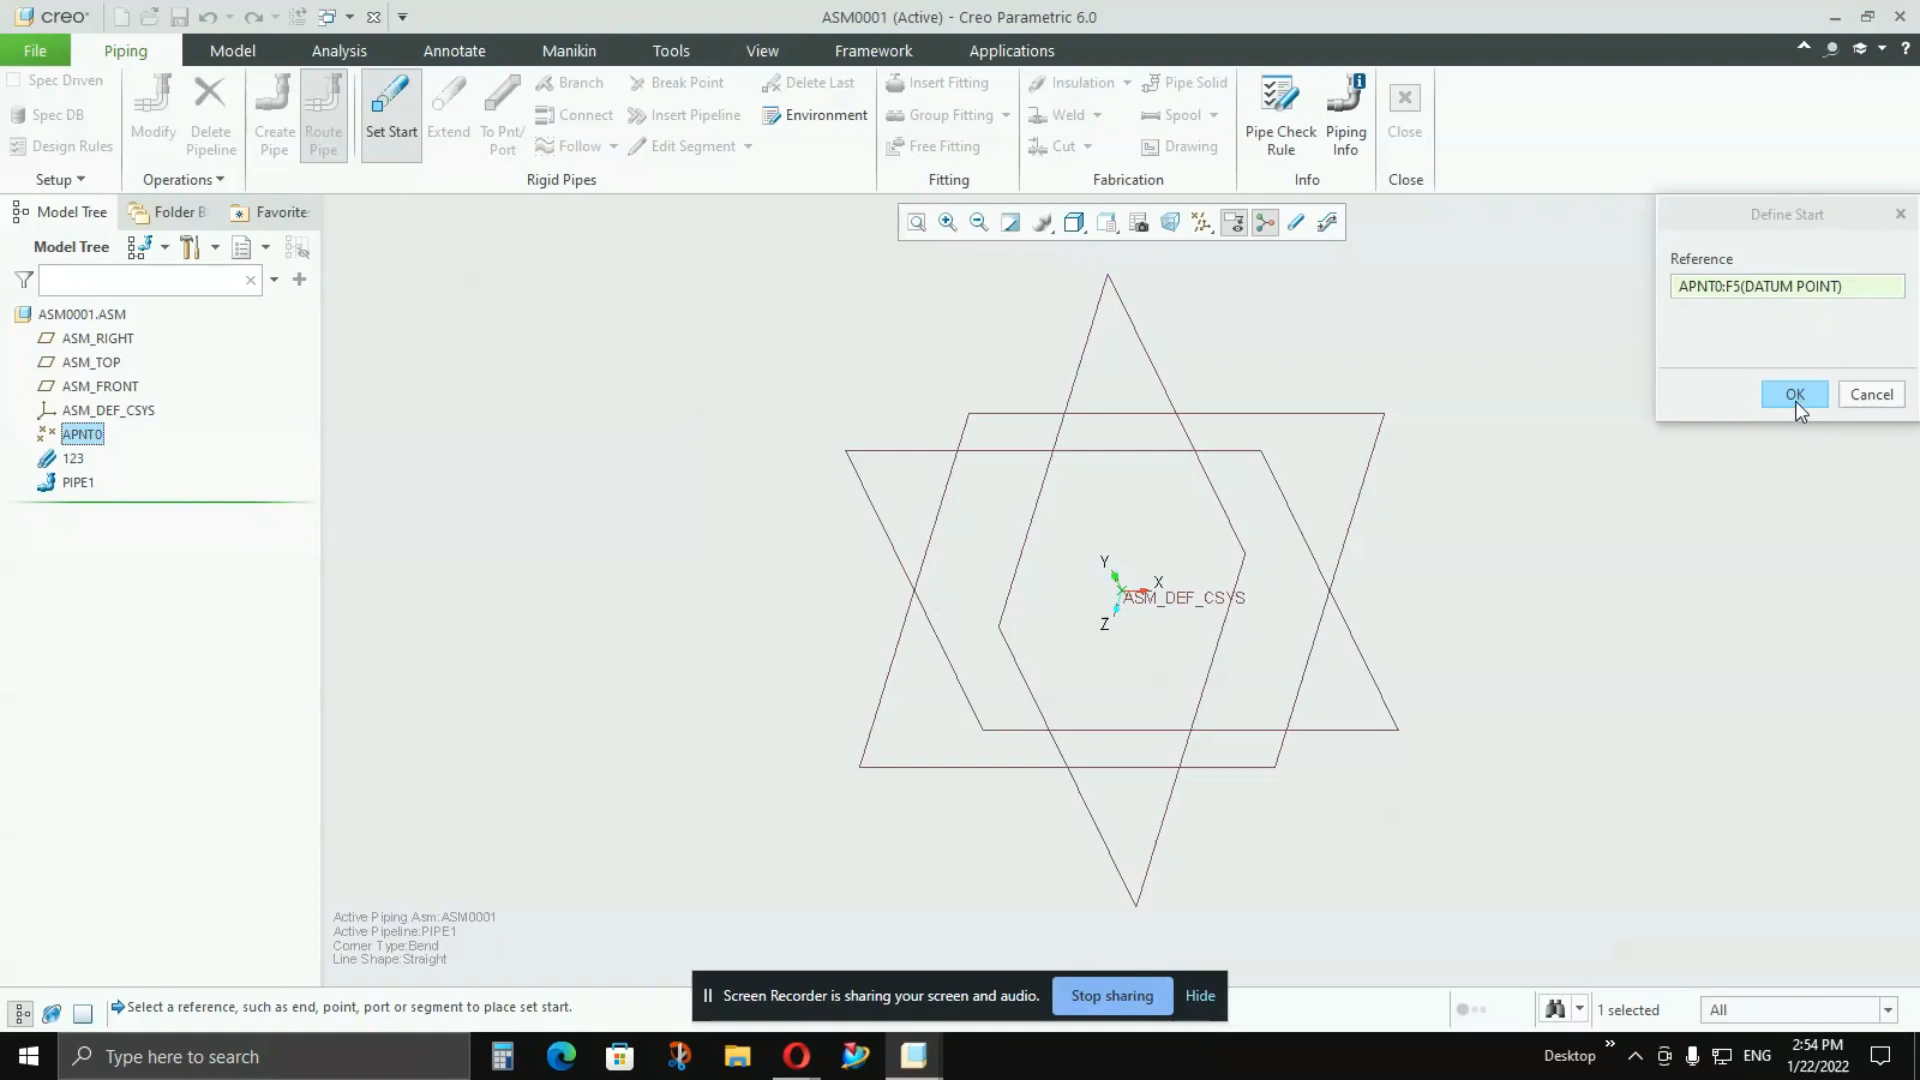 creo
ASM0001 (Active) - Creo Parametric 6.0
File Piping Model Analysis Annotate Manikin Tools View Framework Applications
Spec Driven
Spec DB
Design Rules
Setup
Modify
Delete Pipeline
Operations
Create Pipe
Route Pipe
Set Start
Extend
To Pnt/ Port
Branch
Connect
Follow
Break Point
Insert Pipeline
Edit Segment
Delete Last
Environment
Rigid Pipes
Insert Fitting
Group Fitting
Free Fitting
Fitting
Insulation
Weld
Cut
Pipe Solid
Spool
Drawing
Fabrication
Pipe Check Rule
Piping Info
Info
Close
Close
Model Tree
Folder B
Favorite
Model Tree
ASM0001.ASM
ASM_RIGHT
ASM_TOP
ASM_FRONT
ASM_DEF_CSYS
APNT0
123
PIPE1
Define Start
Reference
APNT0:F5(DATUM POINT)
OK Cancel
Y
X
ASM_DEF_CSYS
Z
Active Piping Asm:ASM0001
Active Pipeline:PIPE1
Corner Type:Bend
Line Shape:Straight
Select a reference, such as end, point, port or segment to place set start.
Screen Recorder is sharing your screen and audio. Stop sharing Hide
1 selected
All
Type here to search
Desktop
ENG
2:54 PM
1/22/2022